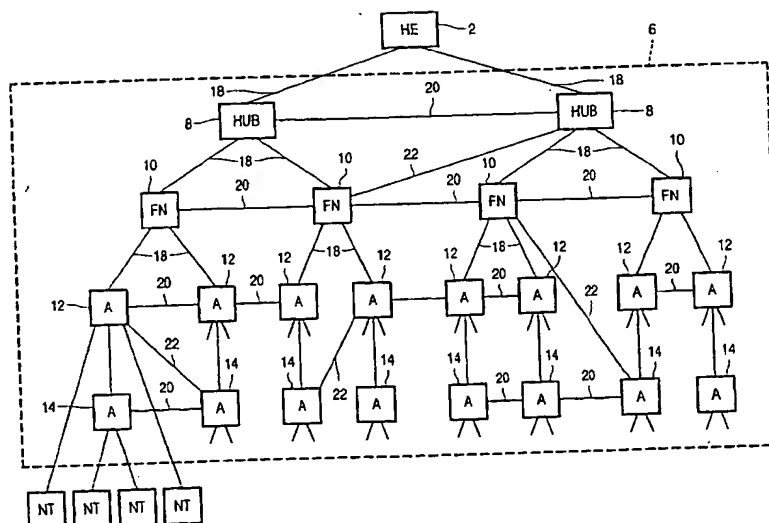 HE 2 6
18 18
8 HUB 20 HUB 8
18 22 18
10 10 10 10
FN 20 FN 20 FN 20 FN
18 18 18
12 12 12 12 12 12
12 A 20 A 20 A A A 20 A A 20 A
22 22
14 14 14 14 14 14
14 A 20 A A 22 A A 20 A 20 A A
NT NT NT NT